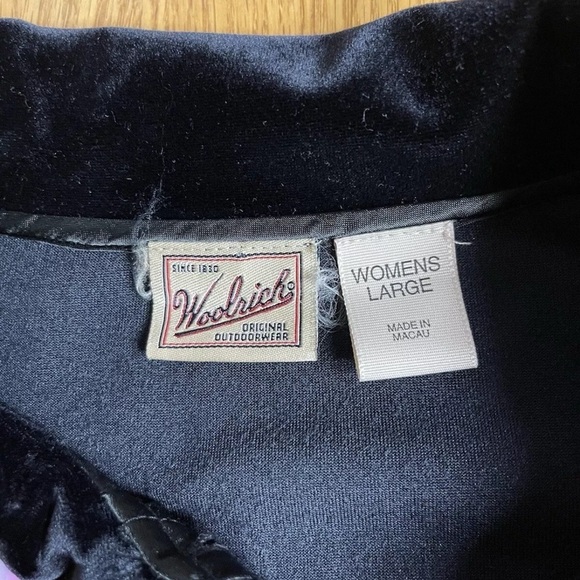 SINCE 1830
Woolrich
ORIGINAL
OUTDOORWEAR
WOMENS
LARGE
MADE IN
MACAU